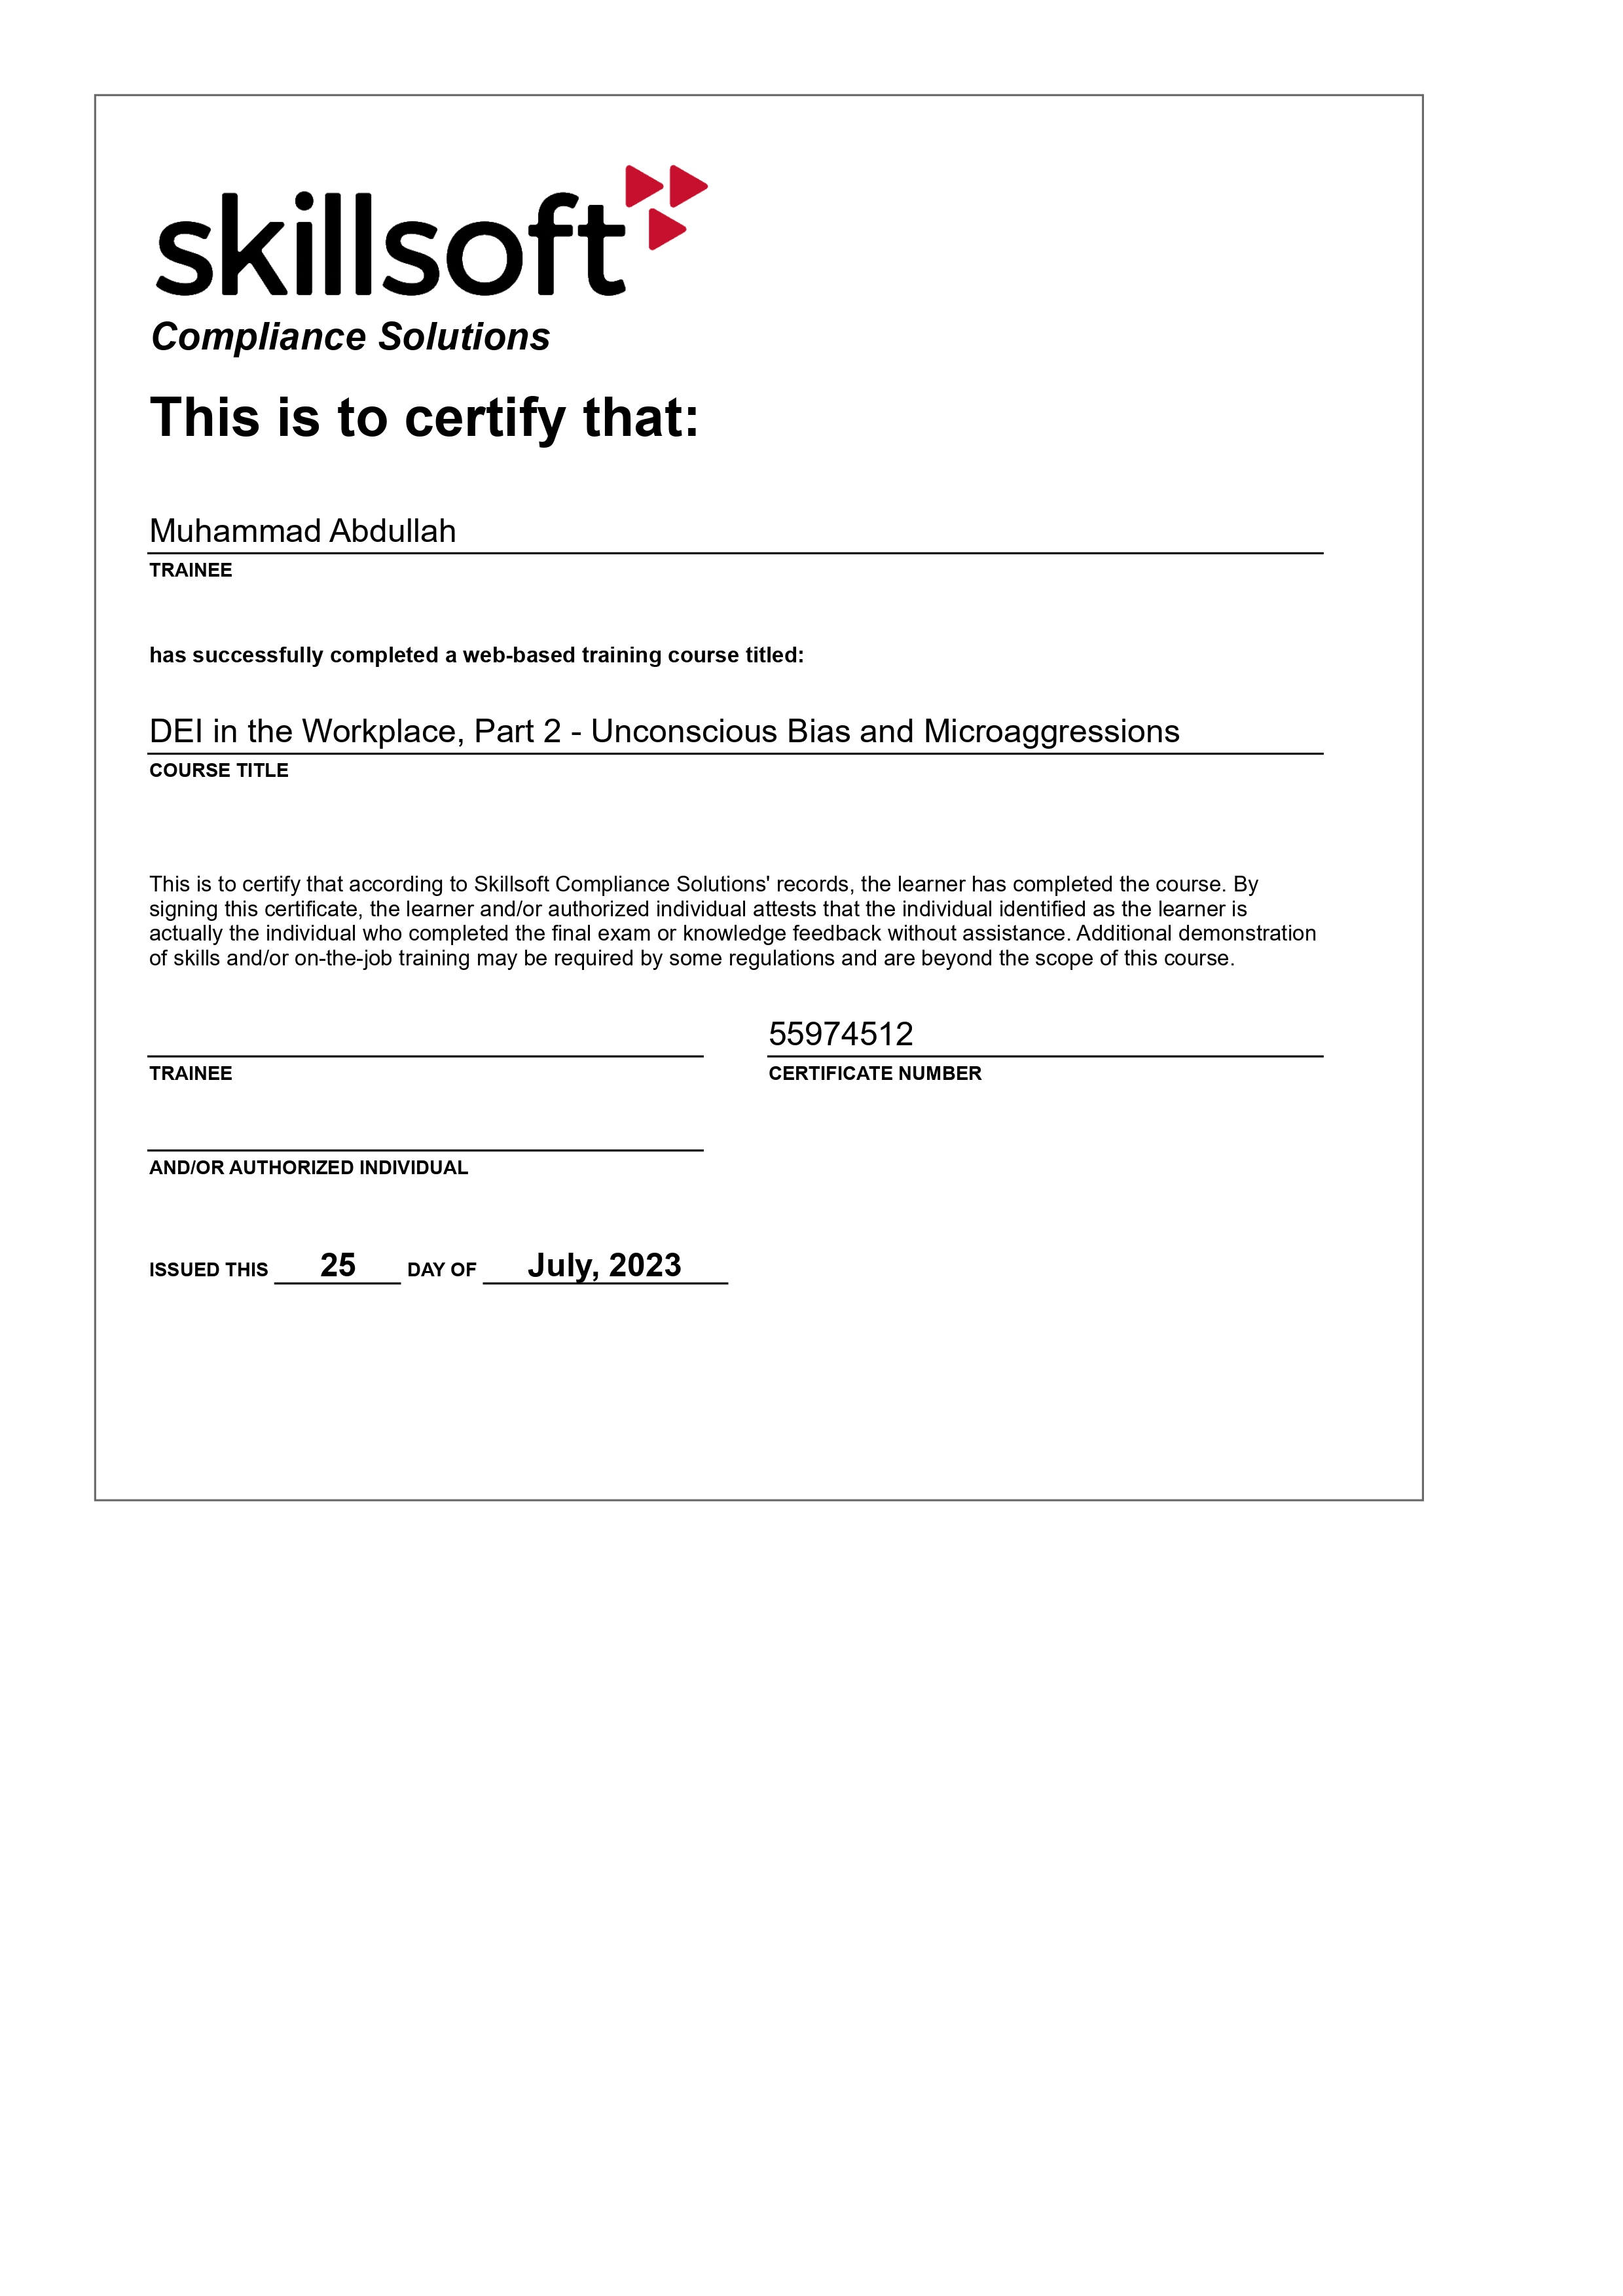 skillsoft
Compliance Solutions
This is to certify that:
Muhammad Abdullah
TRAINEE
has successfully completed a web-based training course titled:
DEI in the Workplace, Part 2 - Unconscious Bias and Microaggressions
COURSE TITLE
This is to certify that according to Skillsoft Compliance Solutions' records, the learner has completed the course. By
signing this certificate, the learner and/or authorized individual attests that the individual identified as the learner is
actually the individual who completed the final exam or knowledge feedback without assistance. Additional demonstration
of skills and/or on-the-job training may be required by some regulations and are beyond the scope of this course.
55974512
TRAINEE CERTIFICATE NUMBER
AND/OR AUTHORIZED INDIVIDUAL
ISSUED THIS 25 DAY OF July, 2023